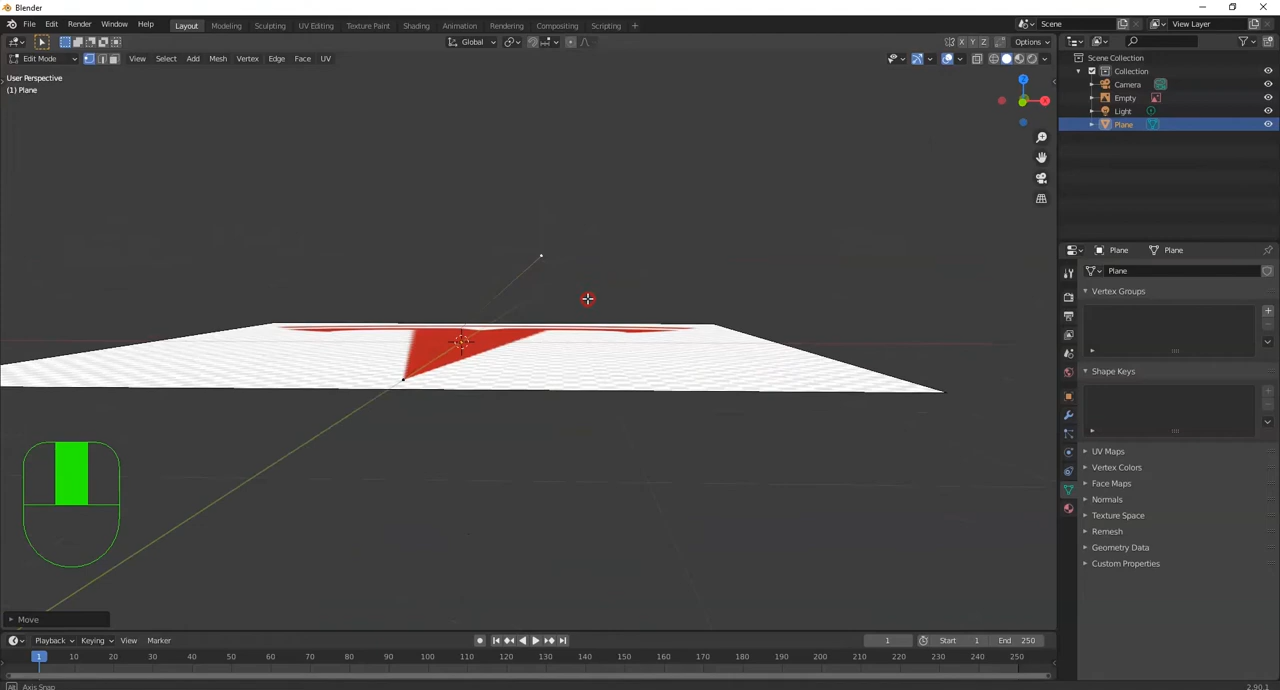 Blender
File Edit Render Window Help Layout Modeling Sculpting UV Editing Texture Paint Shading Animation Rendering Compositing Scripting + Scene View Layer
Global X Y Z Options
Edit Mode View Select Add Mesh Vertex Edge Face UV
User Perspective
(1) Plane
Z
X
Scene Collection
Collection
Camera
Empty
Light
Plane
Plane Plane
Plane
Vertex Groups
Shape Keys
UV Maps
Vertex Colors
Face Maps
Normals
Texture Space
Remesh
Geometry Data
Custom Properties
Move
Playback Keying View Marker 1 Start 1 End 250
1 10 20 30 40 50 60 70 80 90 100 110 120 130 140 150 160 170 180 190 200 210 220 230 240 250
Alt Axis Snap 2.90.1